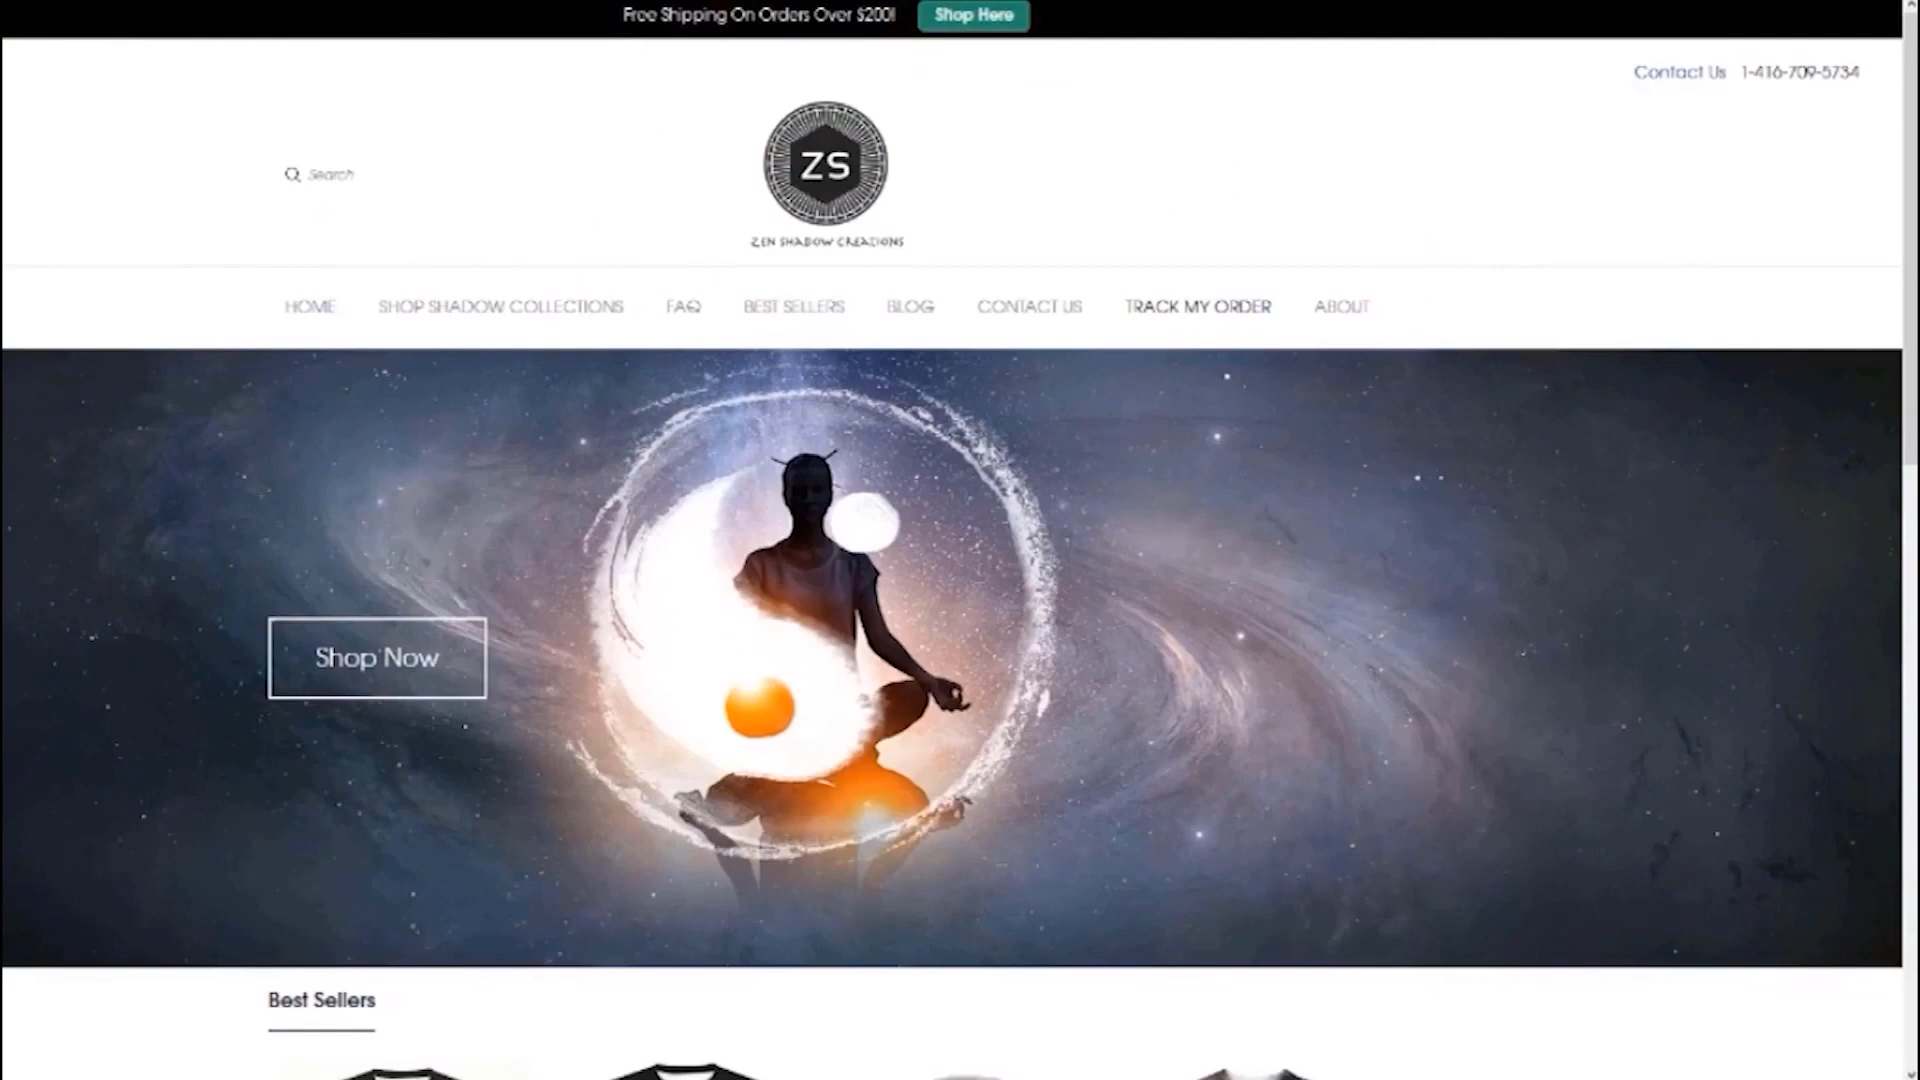 Free Shipping On Orders Over $200!
Shop Here
Contact Us 1-416-709-5734
Search
ZS
ZEN SHADOW CREATIONS
HOME SHOP SHADOW COLLECTIONS FAQ BEST SELLERS BLOG CONTACT US TRACK MY ORDER ABOUT
Shop Now
Best Sellers